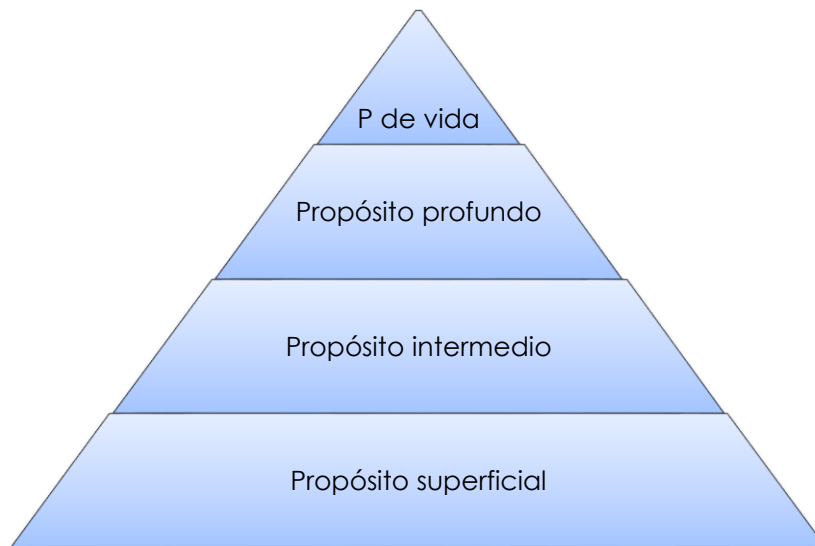 P de vida
Propósito profundo
Propósito intermedio
Propósito superficial